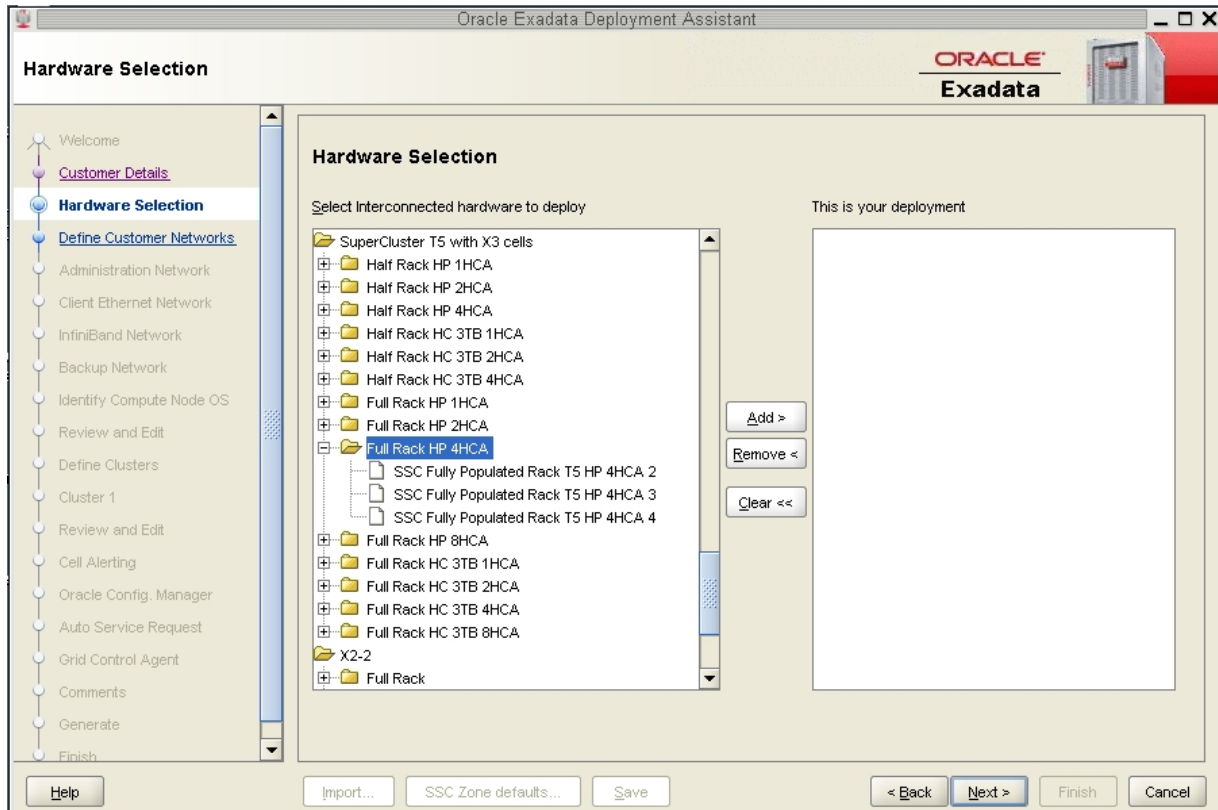 Oracle Exadata Deployment Assistant
Hardware Selection
ORACLE
Exadata
Welcome
Customer Details
Hardware Selection
Define Customer Networks
Administration Network
Client Ethernet Network
InfiniBand Network
Backup Network
Identify Compute Node OS
Review and Edit
Define Clusters
Cluster 1
Review and Edit
Cell Alerting
Oracle Config. Manager
Auto Service Request
Grid Control Agent
Comments
Generate
Finish
Hardware Selection
Select Interconnected hardware to deploy
SuperCluster T5 with X3 cells
Half Rack HP 1HCA
Half Rack HP 2HCA
Half Rack HP 4HCA
Half Rack HC 3TB 1HCA
Half Rack HC 3TB 2HCA
Half Rack HC 3TB 4HCA
Full Rack HP 1HCA
Full Rack HP 2HCA
Full Rack HP 4HCA
SSC Fully Populated Rack T5 HP 4HCA 2
SSC Fully Populated Rack T5 HP 4HCA 3
SSC Fully Populated Rack T5 HP 4HCA 4
Full Rack HP 8HCA
Full Rack HC 3TB 1HCA
Full Rack HC 3TB 2HCA
Full Rack HC 3TB 4HCA
Full Rack HC 3TB 8HCA
X2-2
Full Rack
Add >
Remove <
Clear <<
This is your deployment
Help
Import...
SSC Zone defaults...
Save
< Back
Next >
Finish
Cancel